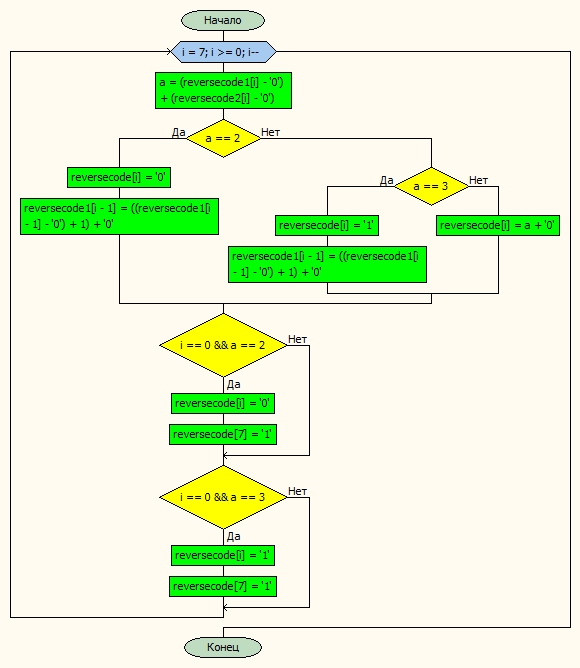 Начало
i = 7; i >= 0; i--
a = (reversecode1[i] - '0')
+ (reversecode2[i] - '0')
Да
a == 2
Нет
reversecode[i] = '0'
reversecode1[i - 1] = ((reversecode1[i
- 1] - '0') + 1) + '0'
Да
a == 3
Нет
reversecode[i] = '1'
reversecode[i] = a + '0'
reversecode1[i - 1] = ((reversecode1[i
- 1] - '0') + 1) + '0'
i == 0 && a == 2
Нет
Да
reversecode[i] = '0'
reversecode[7] = '1'
i == 0 && a == 3
Нет
Да
reversecode[i] = '1'
reversecode[7] = '1'
Конец